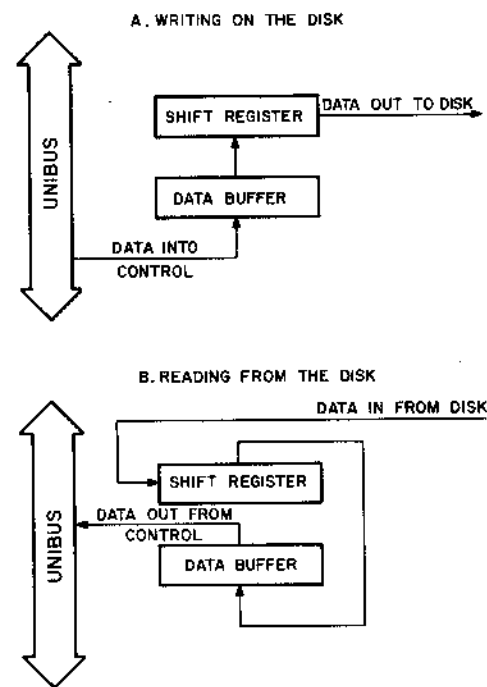 A. WRITING ON THE DISK
UNIBUS
SHIFT REGISTER
DATA OUT TO DISK
DATA BUFFER
DATA INTO
CONTROL
B. READING FROM THE DISK
DATA IN FROM DISK
UNIBUS
SHIFT REGISTER
DATA OUT FROM
CONTROL
DATA BUFFER